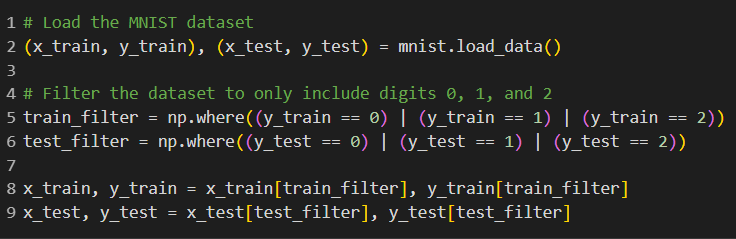 1 # Load the MNIST dataset
2 (x_train, y_train), (x_test, y_test) = mnist.load_data()
3
4 # Filter the dataset to only include digits 0, 1, and 2
5 train_filter = np.where((y_train == 0) | (y_train == 1) | (y_train == 2))
6 test_filter = np.where((y_test == 0) | (y_test == 1) | (y_test == 2))
7
8 x_train, y_train = x_train[train_filter], y_train[train_filter]
9 x_test, y_test = x_test[test_filter], y_test[test_filter]